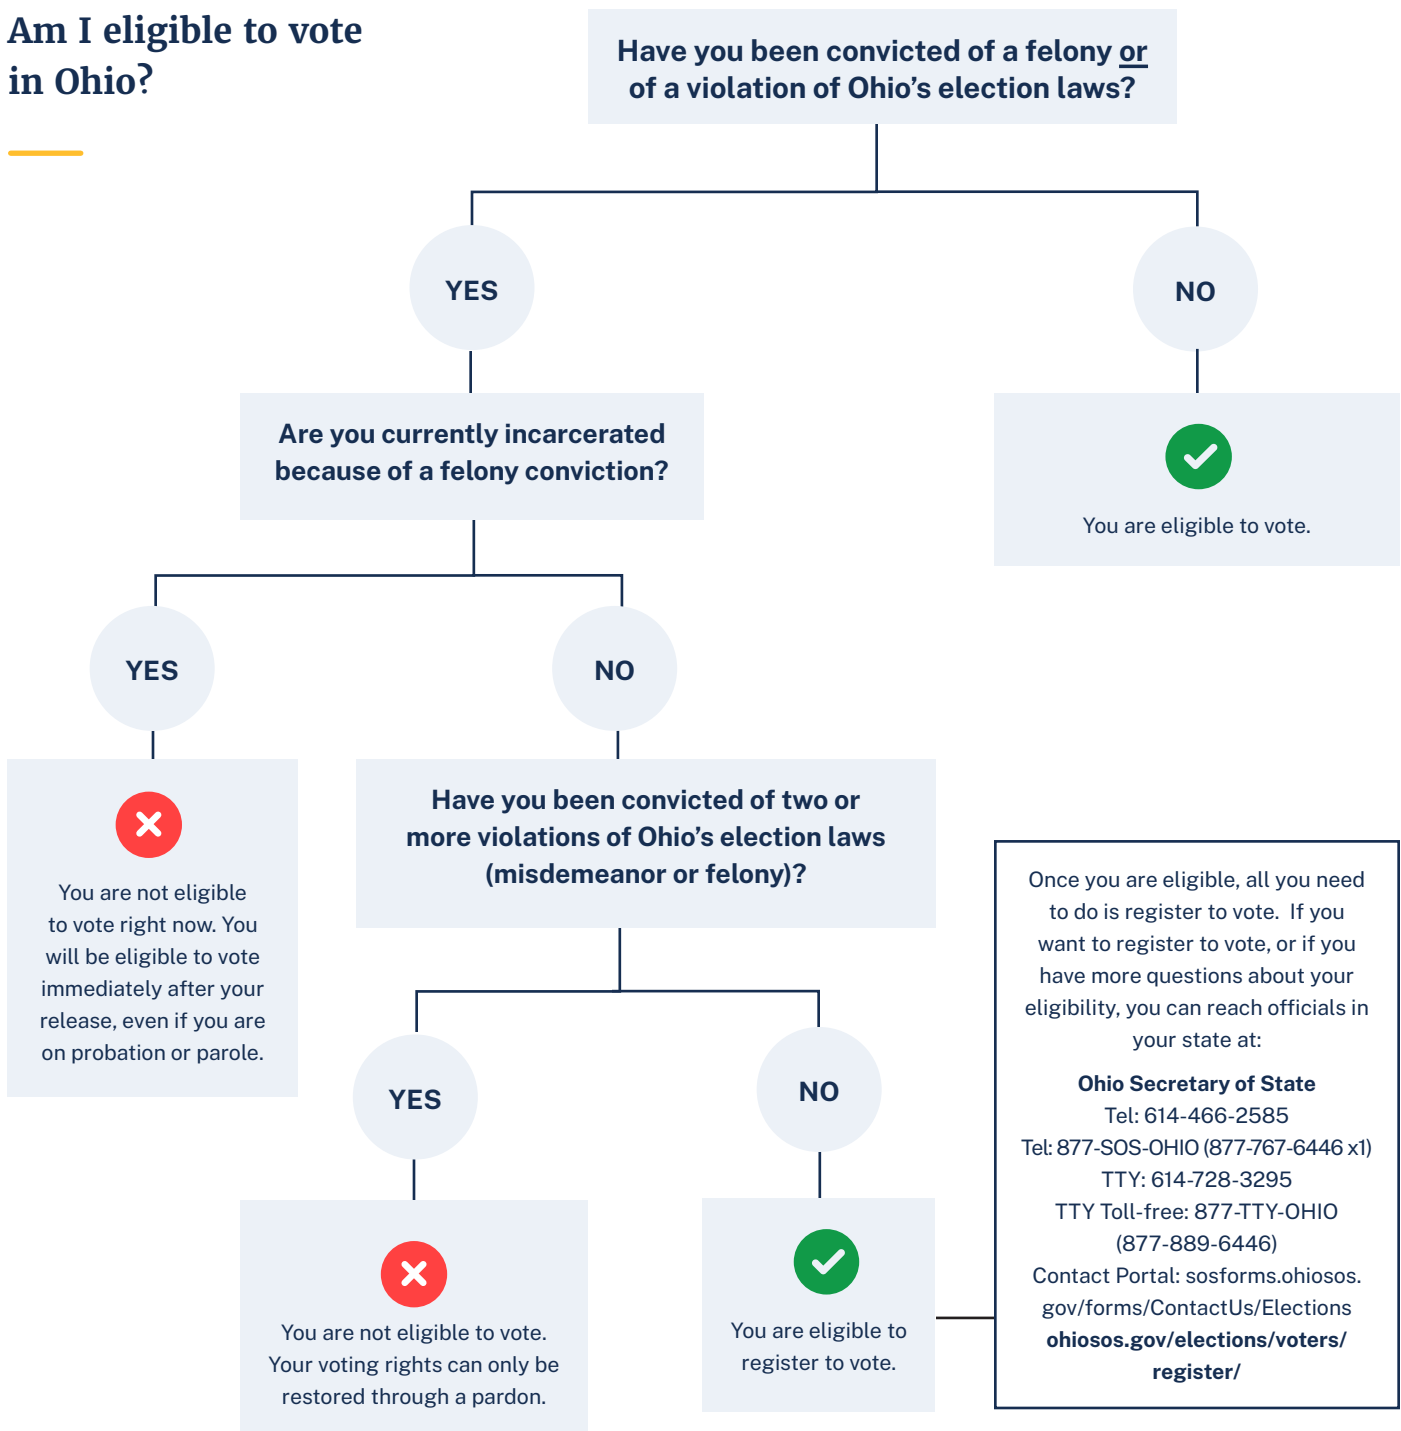 Am I eligible to vote
in Ohio?
Have you been convicted of a felony or
of a violation of Ohio’s election laws?
YES
NO
Are you currently incarcerated
because of a felony conviction?
You are eligible to vote.
YES
NO
You are not eligible
to vote right now. You
will be eligible to vote
immediately after your
release, even if you are
on probation or parole.
Have you been convicted of two or
more violations of Ohio’s election laws
(misdemeanor or felony)?
YES
NO
You are not eligible to vote.
Your voting rights can only be
restored through a pardon.
You are eligible to
register to vote.
Once you are eligible, all you need
to do is register to vote.  If you
want to register to vote, or if you
have more questions about your
eligibility, you can reach officials in
your state at:
Ohio Secretary of State
Tel: 614-466-2585
Tel: 877-SOS-OHIO (877-767-6446 x1)
TTY: 614-728-3295
TTY Toll-free: 877-TTY-OHIO
(877-889-6446)
Contact Portal: sosforms.ohiosos.
gov/forms/ContactUs/Elections
ohiosos.gov/elections/voters/
register/